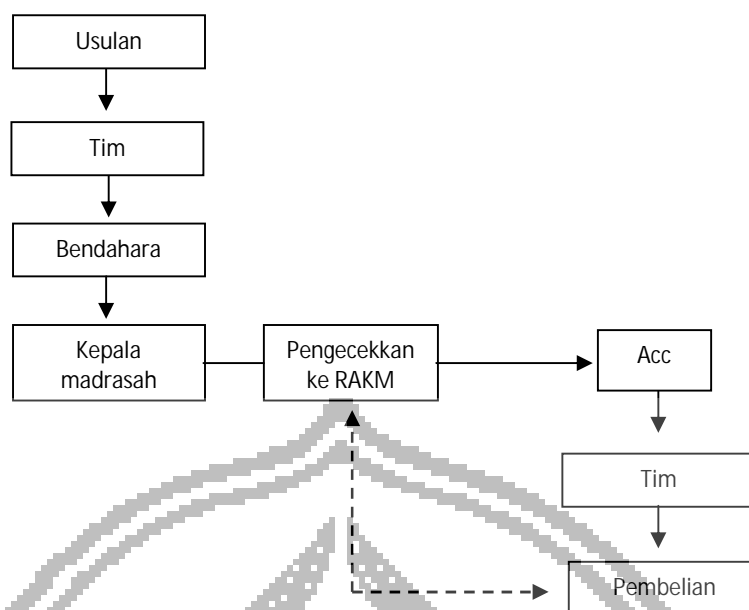 Usulan
Tim
Bendahara
Kepala
madrasah
Pengecekkan
ke RAKM
Acc
Tim
Pembelian